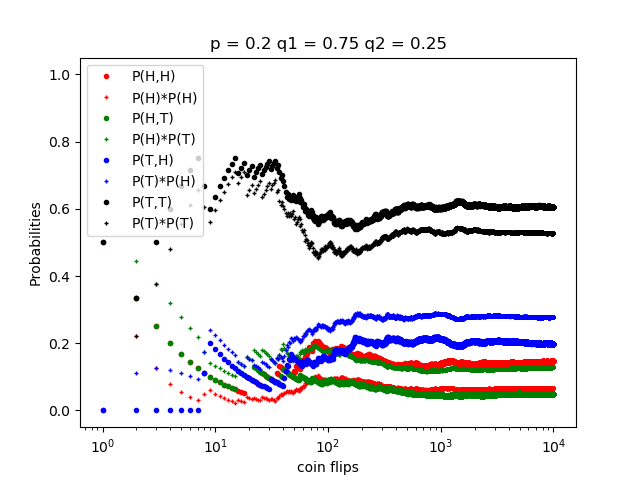 p = 0.2 q1 = 0.75 q2 = 0.25
1.0
0.8
0.6
0.4
0.2
0.0
Probabilities
P(H,H)
P(H)*P(H)
P(H,T)
P(H)*P(T)
P(T,H)
P(T)*P(H)
P(T,T)
P(T)*P(T)
10^0 10^1 10^2 10^3 10^4
coin flips